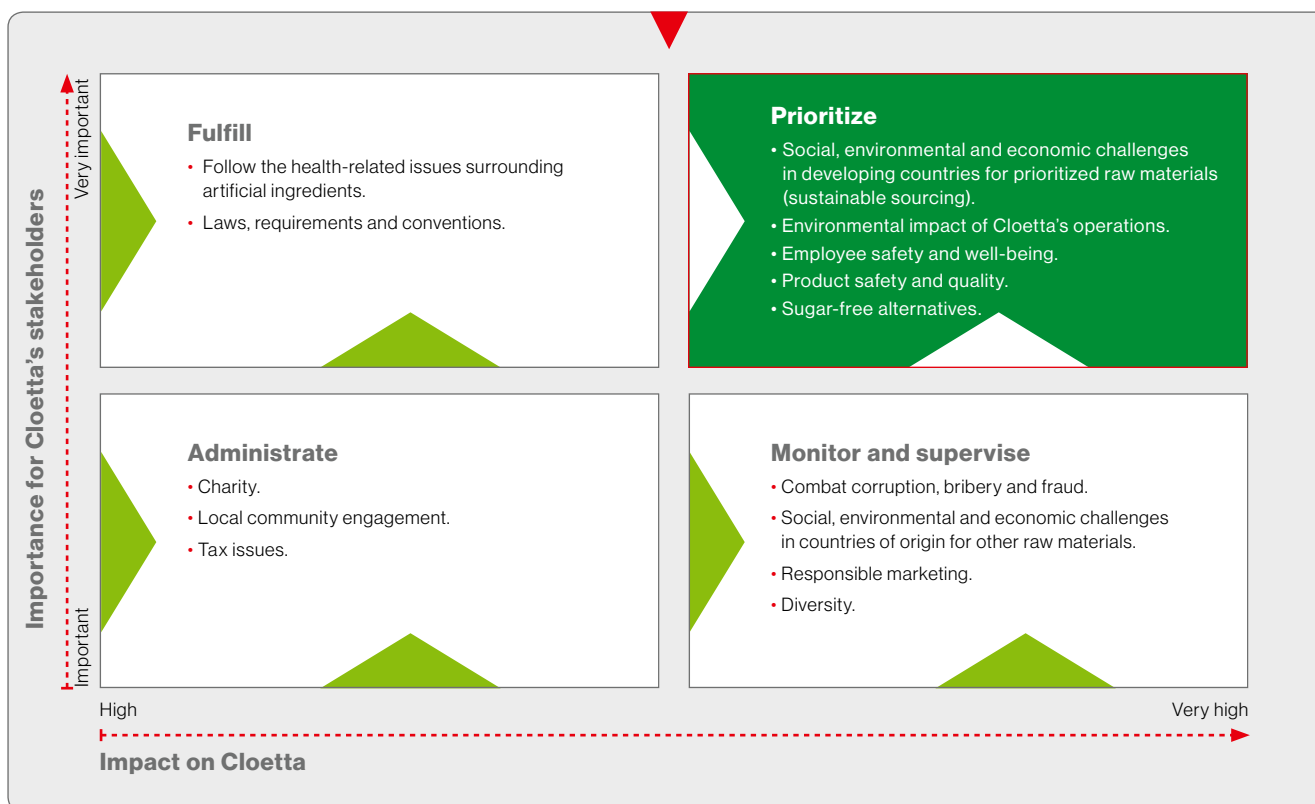 Importance for Cloetta's stakeholders
Very important
Important
Fulfill
• Follow the health-related issues surrounding
artificial ingredients.
• Laws, requirements and conventions.
Prioritize
• Social, environmental and economic challenges
in developing countries for prioritized raw materials
(sustainable sourcing).
• Environmental impact of Cloetta's operations.
• Employee safety and well-being.
• Product safety and quality.
• Sugar-free alternatives.
Administrate
• Charity.
• Local community engagement.
• Tax issues.
Monitor and supervise
• Combat corruption, bribery and fraud.
• Social, environmental and economic challenges
in countries of origin for other raw materials.
• Responsible marketing.
• Diversity.
High
Very high
Impact on Cloetta